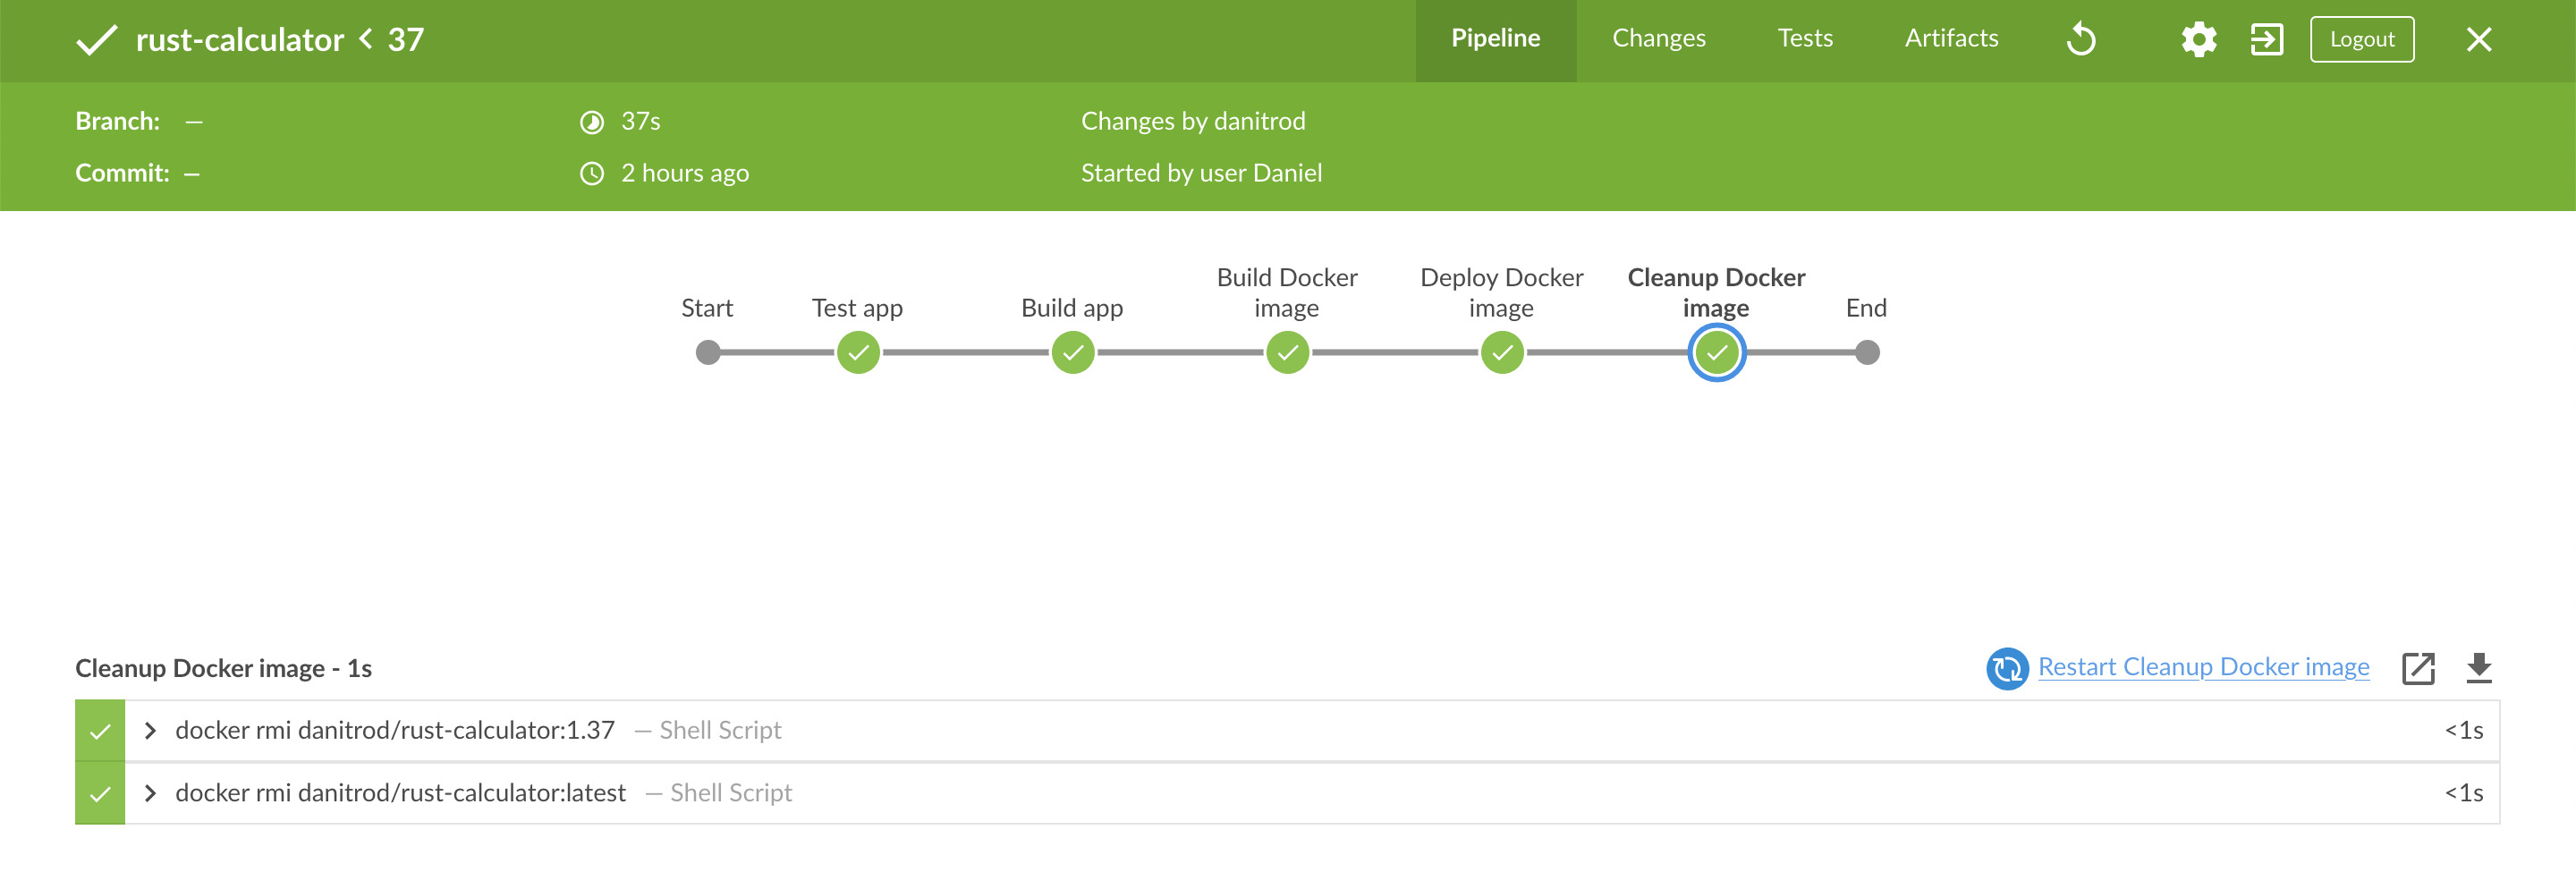 rust-calculator < 37
Pipeline
Changes
Tests
Artifacts
Logout
Branch: —
37s
Changes by danitrod
Commit: —
2 hours ago
Started by user Daniel
Start
Test app
Build app
Build Docker
image
Deploy Docker
image
Cleanup Docker
image
End
Cleanup Docker image - 1s
Restart Cleanup Docker image
docker rmi danitrod/rust-calculator:1.37 — Shell Script
<1s
docker rmi danitrod/rust-calculator:latest — Shell Script
<1s